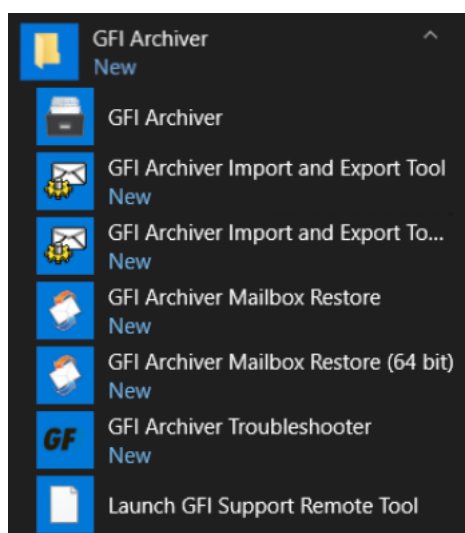 GFI Archiver
New
GFI Archiver
GFI Archiver Import and Export Tool
New
GFI Archiver Import and Export To...
New
GFI Archiver Mailbox Restore
New
GFI Archiver Mailbox Restore (64 bit)
New
GF
GFI Archiver Troubleshooter
New
Launch GFI Support Remote Tool